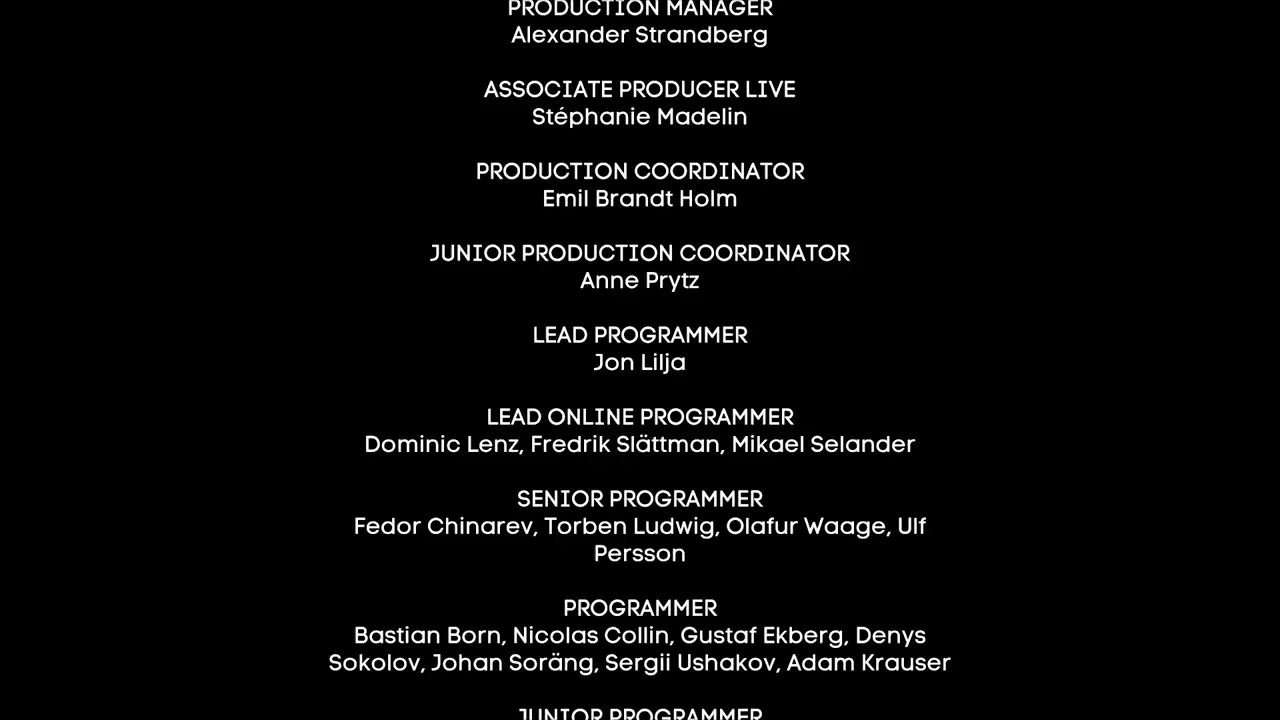 PRODUCTION MANAGER
Alexander Strandberg
ASSOCIATE PRODUCER LIVE
Stéphanie Madelin
PRODUCTION COORDINATOR
Emil Brandt Holm
JUNIOR PRODUCTION COORDINATOR
Anne Prytz
LEAD PROGRAMMER
Jon Lilja
LEAD ONLINE PROGRAMMER
Dominic Lenz, Fredrik Slättman, Mikael Selander
SENIOR PROGRAMMER
Fedor Chinarev, Torben Ludwig, Olafur Waage, Ulf
Persson
PROGRAMMER
Bastian Born, Nicolas Collin, Gustaf Ekberg, Denys
Sokolov, Johan Soräng, Sergii Ushakov, Adam Krauser
JUNIOR PROGRAMMER